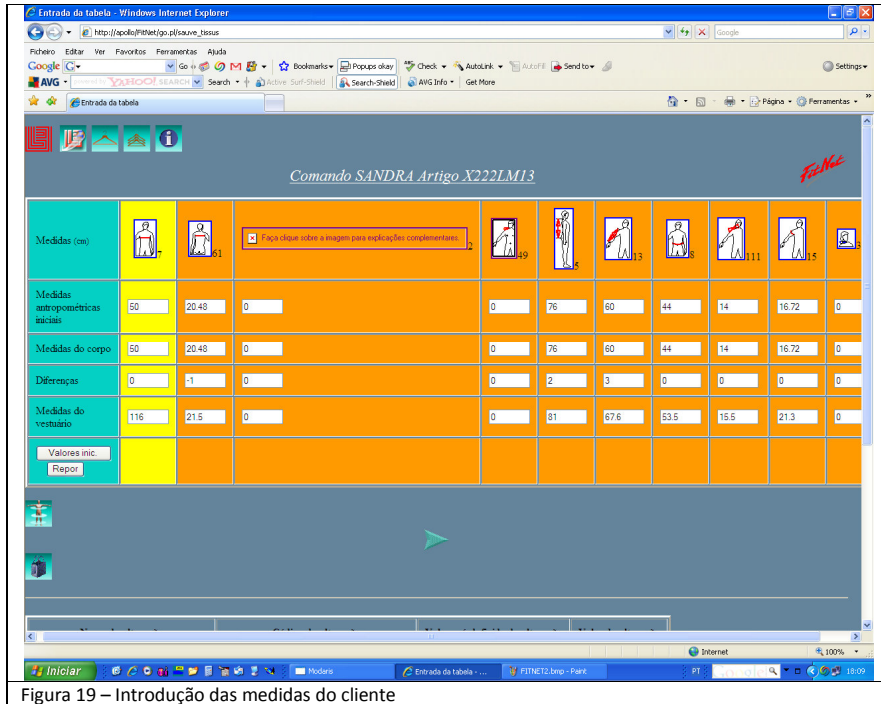 Entrada da tabela - Windows Internet Explorer
http://apollo/FitNet/go.pl/sauve_tissus
Google
Ficheiro Editar Ver Favoritos Ferramentas Ajuda
Google G Go Bookmarks Popups okay Check AutoLink AutoFill Send to Settings
AVG YAHOO! SEARCH Search Active Surf-Shield Search-Shield AVG Info Get More
Entrada da tabela Página Ferramentas
Comando SANDRA Artigo X222LM13
FitNet
Medidas (cm) 7 61 Faça clique sobre a imagem para explicações complementares. 2 49 5 13 8 111 15 3
Medidas
antropométricas
iniciais
50 20.48 0 0 76 60 44 14 16.72 0
Medidas do corpo 50 20.48 0 0 76 60 44 14 16.72 0
Diferenças 0 -1 0 0 2 3 0 0 0 0
Medidas do
vestuário
116 21.5 0 0 81 67.6 53.5 15.5 21.3 0
Valores inic.
Repor
Internet 100%
Iniciar Moderis Entrada da tabela - ... FITNET2.bmp - Paint PT 18:09
Figura 19 – Introdução das medidas do cliente